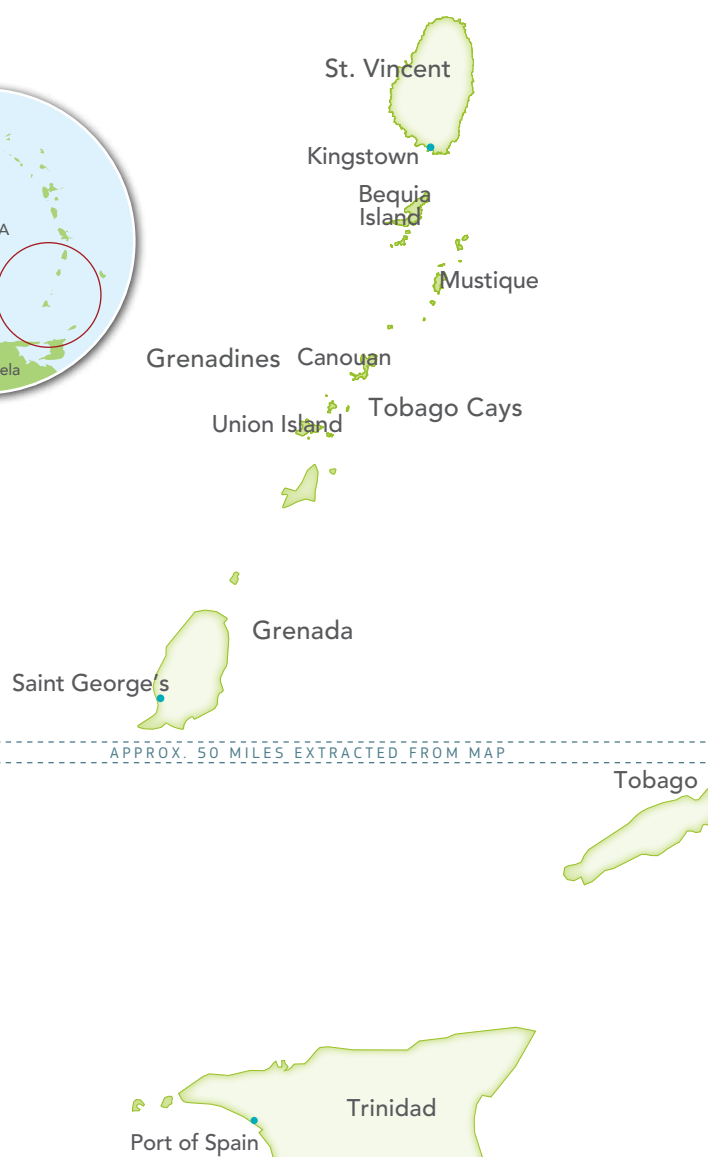 St. Vincent
Kingstown
Bequia
Island
A
Mustique
ela
Grenadines
Canouan
Tobago Cays
Union Island
Grenada
Saint George's
APPROX. 50 MILES EXTRACTED FROM MAP
Tobago
Trinidad
Port of Spain